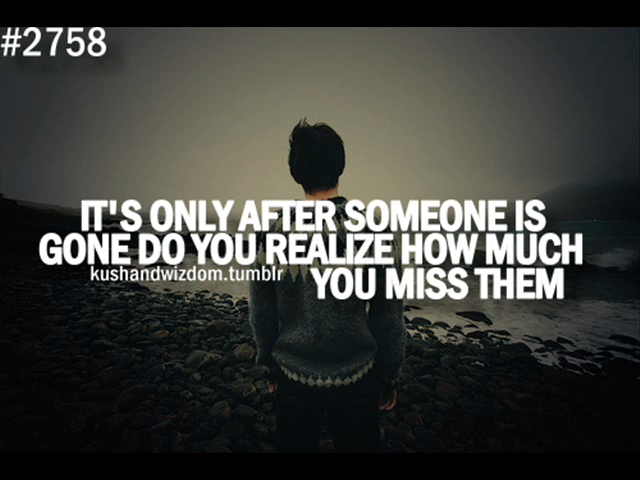 #2758
IT'S ONLY AFTER SOMEONE IS
GONE DO YOU REALIZE HOW MUCH
kushandwizdom.tumblr
YOU MISS THEM